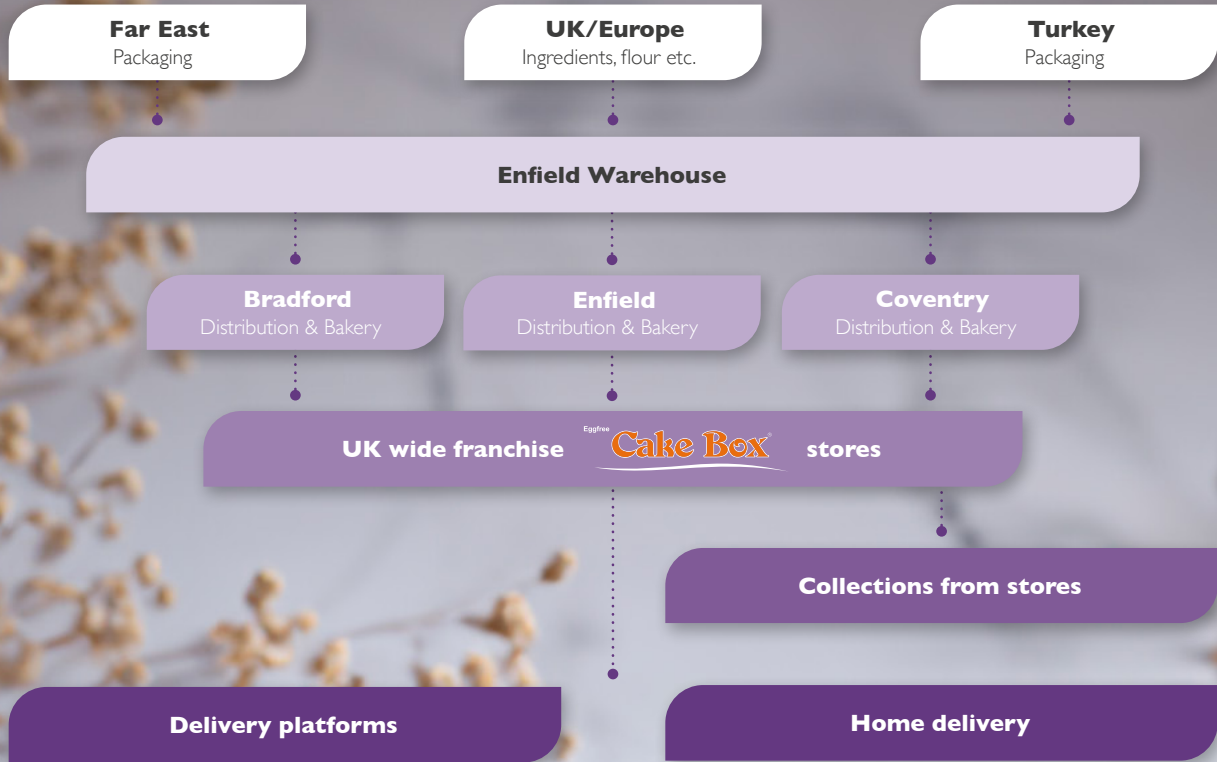 Far East
Packaging
UK/Europe
Ingredients, flour etc.
Turkey
Packaging
Enfield Warehouse
Bradford
Distribution & Bakery
Enfield
Distribution & Bakery
Coventry
Distribution & Bakery
UK wide franchise Eggfree Cake Box® stores
Collections from stores
Delivery platforms
Home delivery